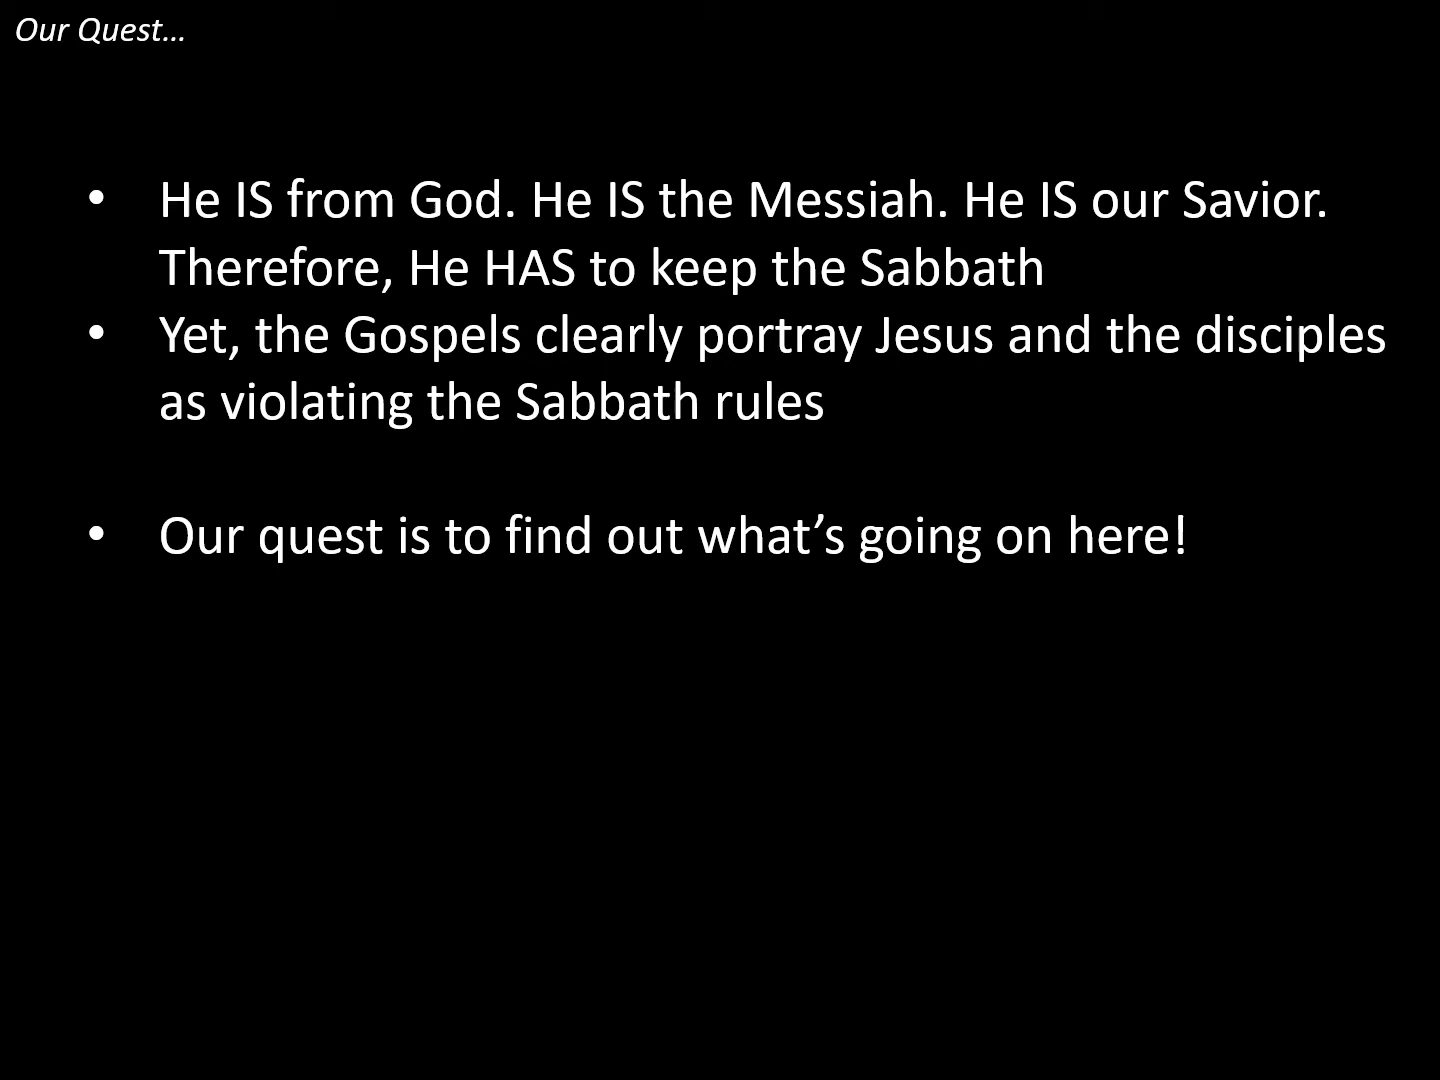 Our Quest...
• He IS from God. He IS the Messiah. He IS our Savior.
Therefore, He HAS to keep the Sabbath
• Yet, the Gospels clearly portray Jesus and the disciples
as violating the Sabbath rules
• Our quest is to find out what’s going on here!